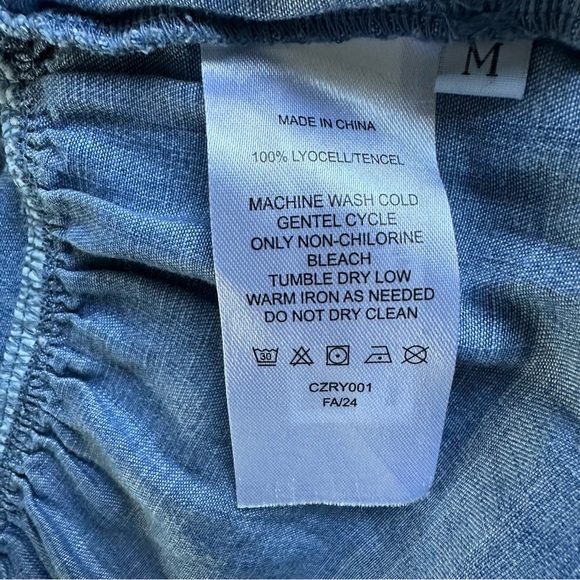 M
MADE IN CHINA
100% LYOCELL/TENCEL
MACHINE WASH COLD
GENTEL CYCLE
ONLY NON-CHILORINE
BLEACH
TUMBLE DRY LOW
WARM IRON AS NEEDED
DO NOT DRY CLEAN
30
CZRY001
FA/24